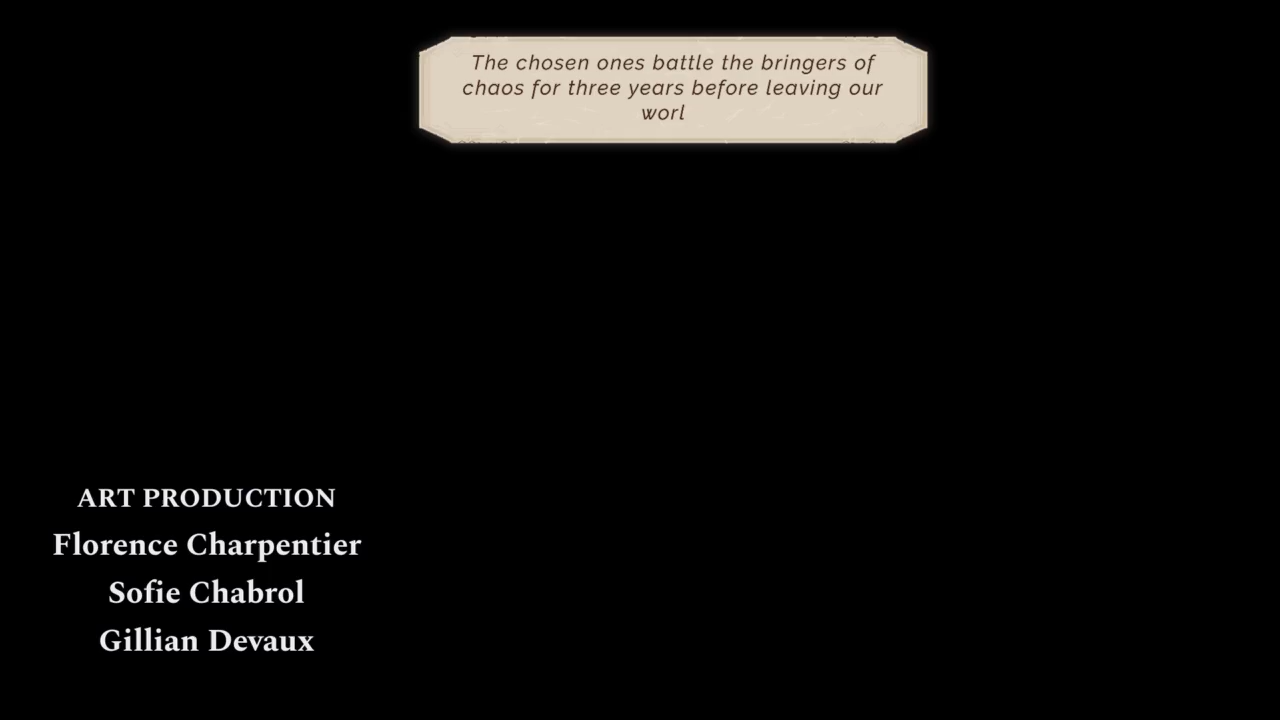 The chosen ones battle the bringers of
chaos for three years before leaving our
worl
ART PRODUCTION
Florence Charpentier
Sofie Chabrol
Gillian Devaux